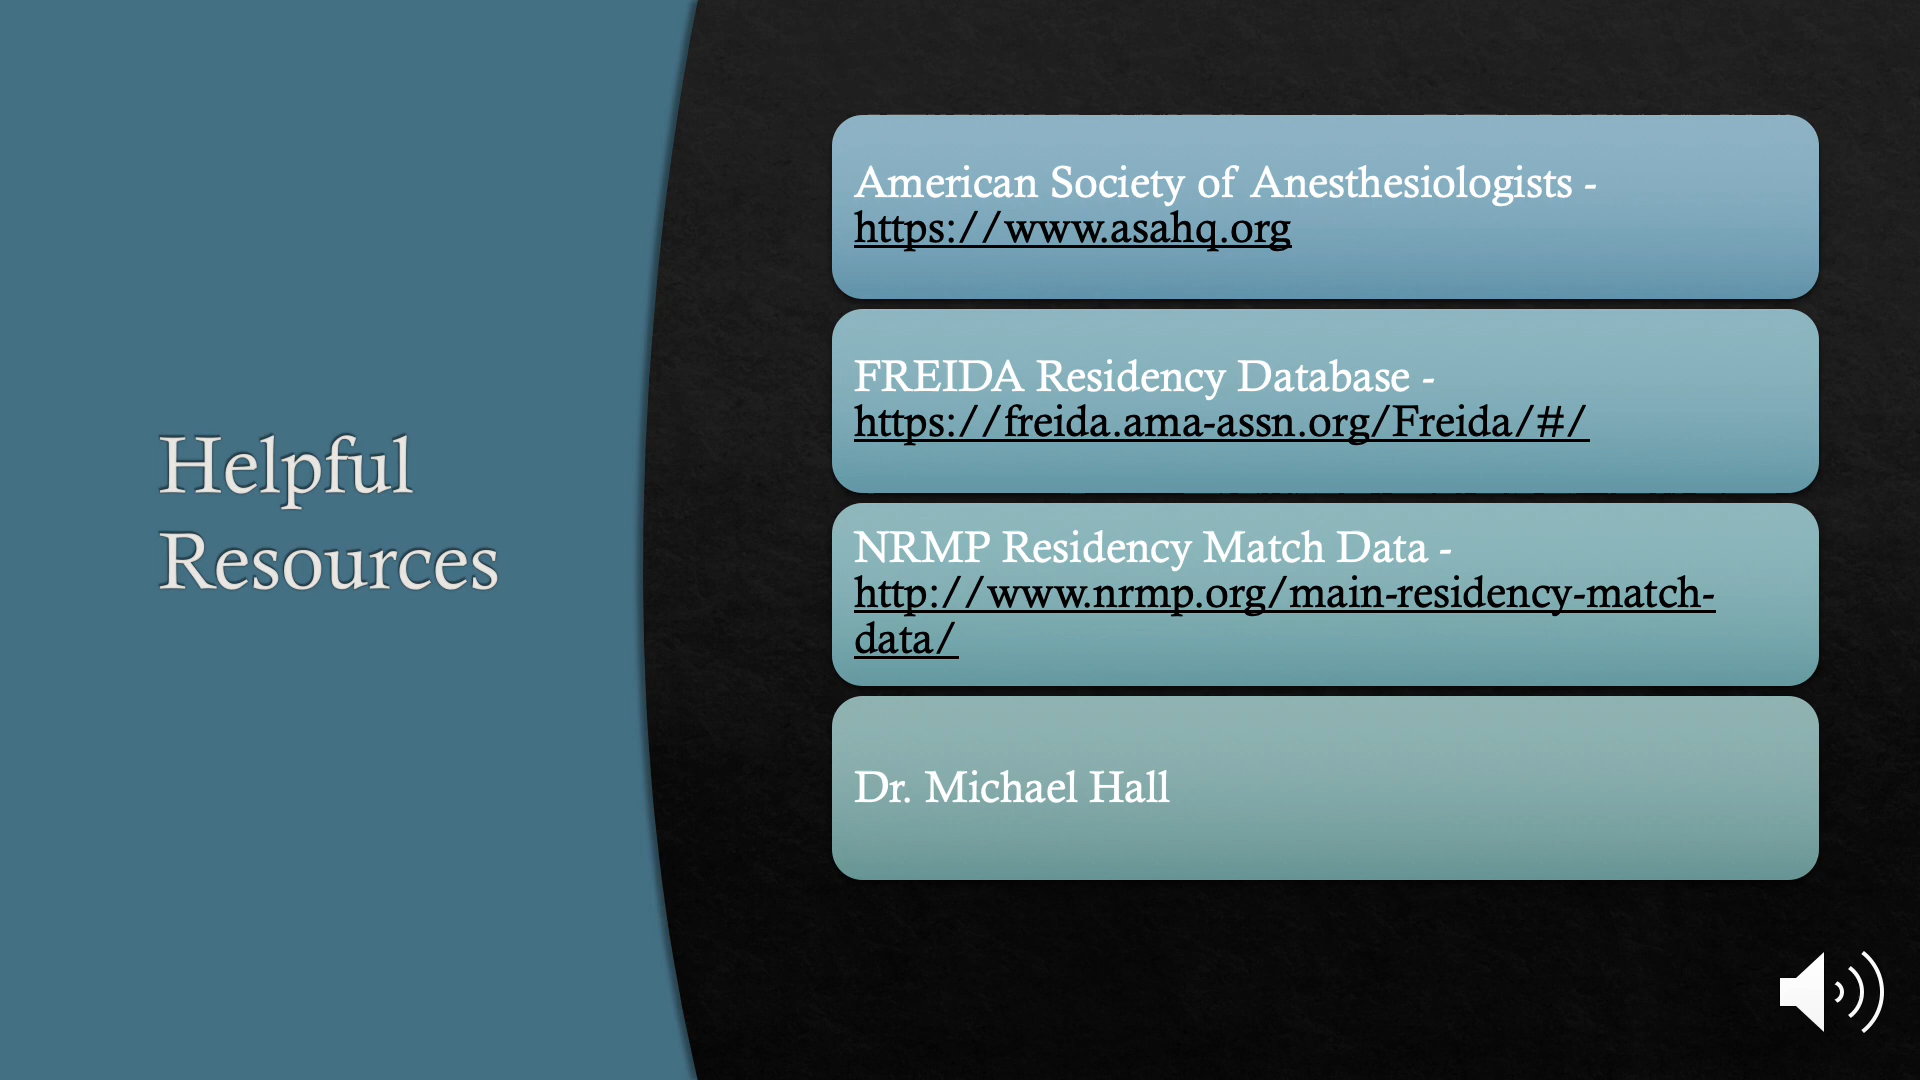 Helpful
Resources
American Society of Anesthesiologists -
https://www.asahq.org
FREIDA Residency Database -
https://freida.ama-assn.org/Freida/#/
NRMP Residency Match Data -
http://www.nrmp.org/main-residency-match-
data/
Dr. Michael Hall